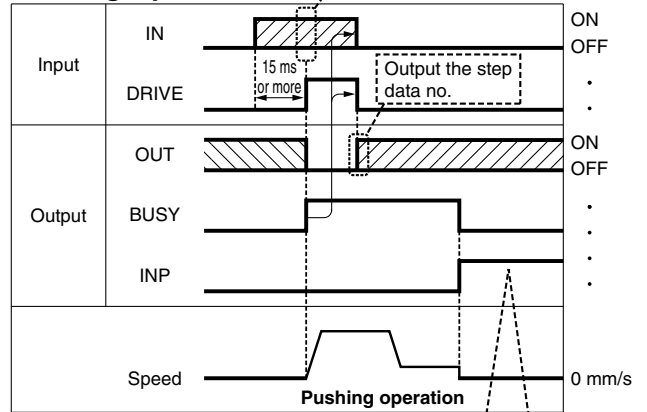 IN
ON
OFF
Input
15 ms
or more
Output the step
data no.
DRIVE
OUT
ON
OFF
Output
BUSY
INP
Speed
0 mm/s
Pushing operation